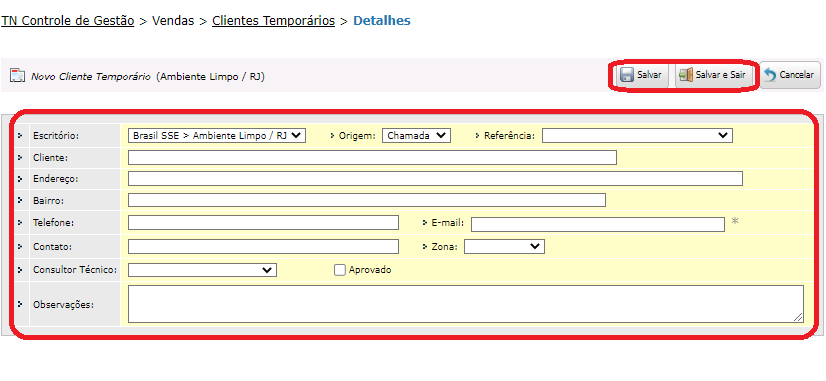 TN Controle de Gestão > Vendas > Clientes Temporários > Detalhes
Novo Cliente Temporário (Ambiente Limpo / RJ) Salvar Salvar e Sair Cancelar
Escritório: Brasil SSE > Ambiente Limpo / RJ Origem: Chamada Referência:
Cliente:
Endereço:
Bairro:
Telefone: E-mail: *
Contato: Zona:
Consultor Técnico: Aprovado
Observações: